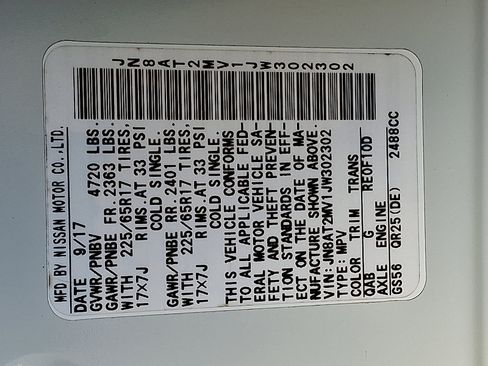 JN8AT2MV1JW302302
MFD BY NISSAN MOTOR CO.,LTD.
DATE 9/17
GVWR/PNBV 4720 LBS.
GAWR/PNBE FR.2363 LBS.
WITH 225/65R17 TIRES,
17X7J RIMS.AT 33 PSI
COLD SINGLE.
GAWR/PNBE RR.2401 LBS.
WITH 225/65R17 TIRES,
17X7J RIMS.AT 33 PSI
COLD SINGLE.
THIS VEHICLE CONFORMS
TO ALL APPLICABLE FED-
ERAL MOTOR VEHICLE SA-
FETY AND THEFT PREVEN-
TION STANDARDS IN EFF-
ECT ON THE DATE OF MA-
NUFACTURE SHOWN ABOVE.
VIN:JN8AT2MV1JW302302
TYPE:MPV
COLOR TRIM TRANS
QAB G RE0F10D
AXLE ENGINE
GS56 QR25(DE) 2488CC